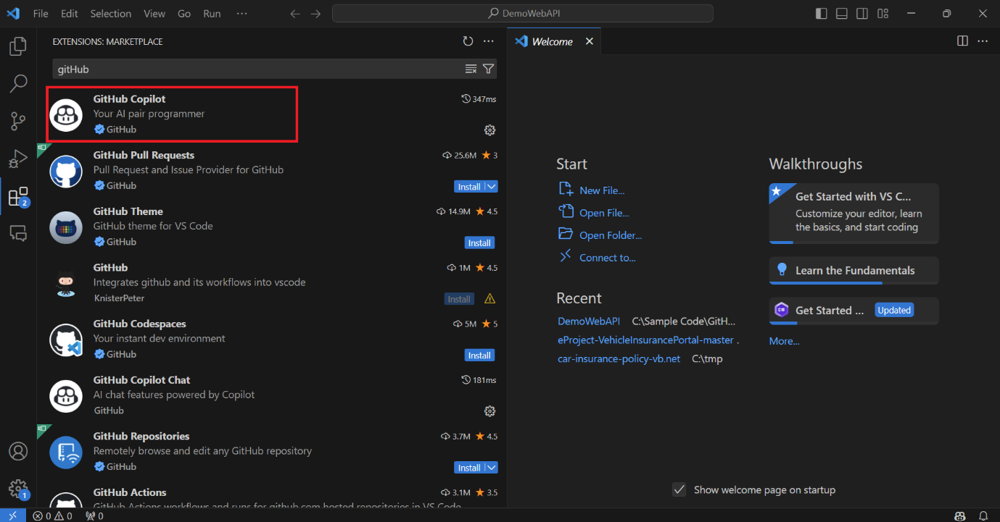 File Edit Selection View Go Run ···
DemoWebAPI
EXTENSIONS: MARKETPLACE
gitHub
GitHub Copilot
347ms
Your AI pair programmer
GitHub
GitHub Pull Requests
25.6M ★ 3
Pull Request and Issue Provider for GitHub
GitHub
Install
GitHub Theme
14.9M ★ 4.5
GitHub theme for VS Code
GitHub
Install
GitHub
1M ★ 4.5
Integrates github and its workflows into vscode
KnisterPeter
Install
GitHub Codespaces
5M ★ 5
Your instant dev environment
GitHub
Install
GitHub Copilot Chat
181ms
AI chat features powered by Copilot
GitHub
GitHub Repositories
3.7M ★ 4.5
Remotely browse and edit any GitHub repository
GitHub
Install
GitHub Actions
3.1M ★ 3.5
GitHub Actions workflows and runs for github.com hosted repositories in VS Code
2
1
Welcome
Start
New File...
Open File...
Open Folder...
Connect to...
Recent
DemoWebAPI C:\Sample Code\GitH...
eProject-VehicleInsurancePortal-master .
car-insurance-policy-vb.net C:\tmp
Walkthroughs
Get Started with VS C...
Customize your editor, learn
the basics, and start coding
Learn the Fundamentals
C#
Get Started ... Updated
More...
Show welcome page on startup
0 0 0